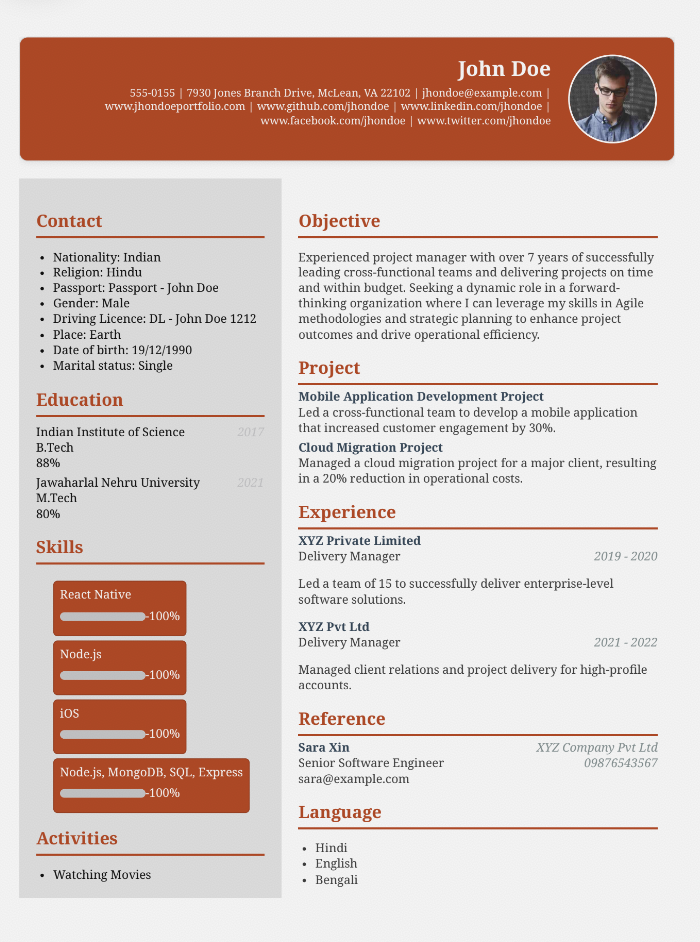 John Doe
555-0155 | 7930 Jones Branch Drive, McLean, VA 22102 | jhondoe@example.com |
www.jhondoeportfolio.com | www.github.com/jhondoe | www.linkedin.com/jhondoe |
www.facebook.com/jhondoe | www.twitter.com/jhondoe
Contact
• Nationality: Indian
• Religion: Hindu
• Passport: Passport - John Doe
• Gender: Male
• Driving Licence: DL - John Doe 1212
• Place: Earth
• Date of birth: 19/12/1990
• Marital status: Single
Education
Indian Institute of Science 2017
B.Tech
88%
Jawaharlal Nehru University 2021
M.Tech
80%
Skills
React Native
-100%
Node.js
-100%
iOS
-100%
Node.js, MongoDB, SQL, Express
-100%
Activities
• Watching Movies
Objective
Experienced project manager with over 7 years of successfully
leading cross-functional teams and delivering projects on time
and within budget. Seeking a dynamic role in a forward-
thinking organization where I can leverage my skills in Agile
methodologies and strategic planning to enhance project
outcomes and drive operational efficiency.
Project
Mobile Application Development Project
Led a cross-functional team to develop a mobile application
that increased customer engagement by 30%.
Cloud Migration Project
Managed a cloud migration project for a major client, resulting
in a 20% reduction in operational costs.
Experience
XYZ Private Limited
Delivery Manager 2019 - 2020
Led a team of 15 to successfully deliver enterprise-level
software solutions.
XYZ Pvt Ltd
Delivery Manager 2021 - 2022
Managed client relations and project delivery for high-profile
accounts.
Reference
Sara Xin XYZ Company Pvt Ltd
Senior Software Engineer 09876543567
sara@example.com
Language
• Hindi
• English
• Bengali